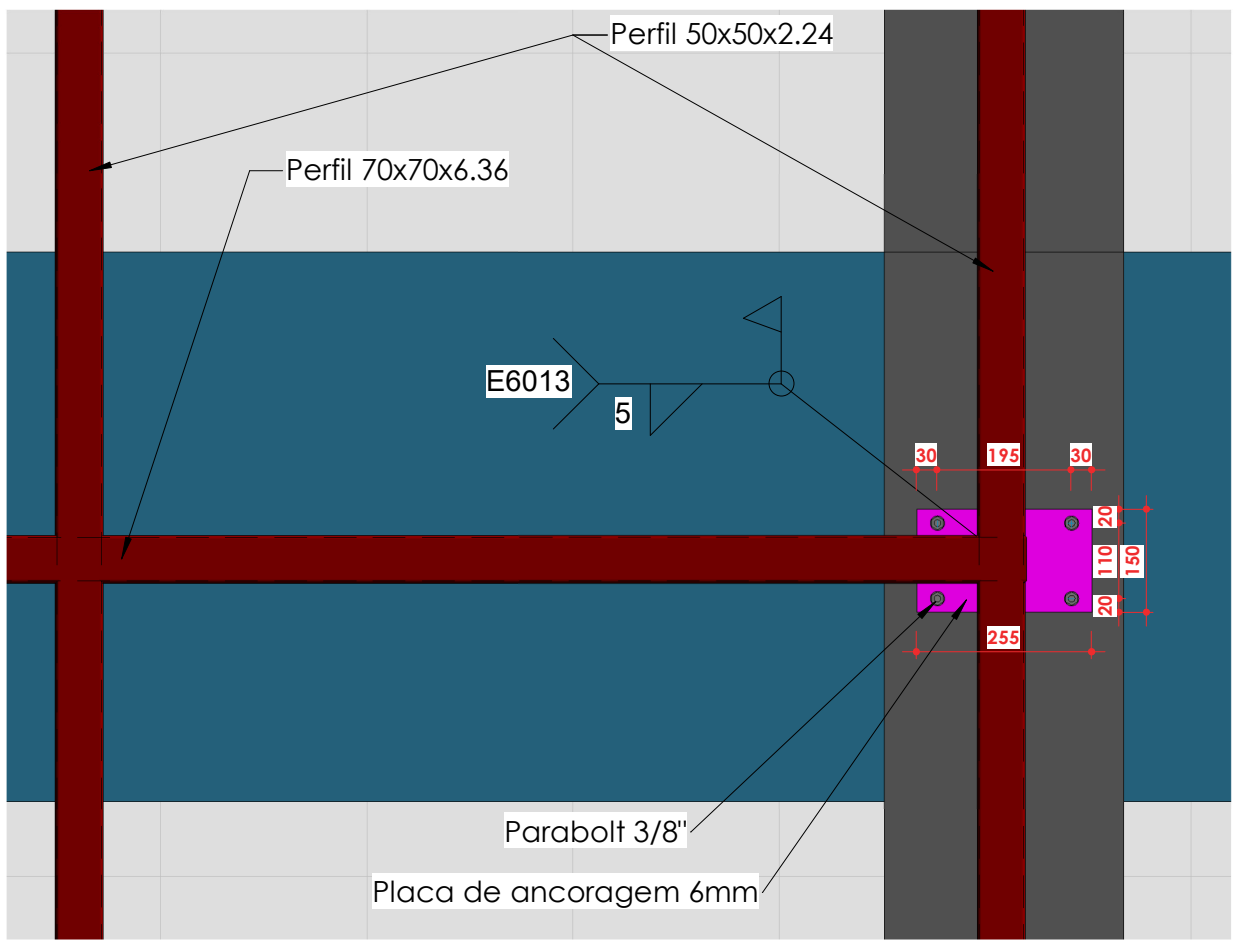 Perfil 50x50x2.24
Perfil 70x70x6.36
E6013
5
30
195
30
20
110
150
20
255
Parabolt 3/8"
Placa de ancoragem 6mm